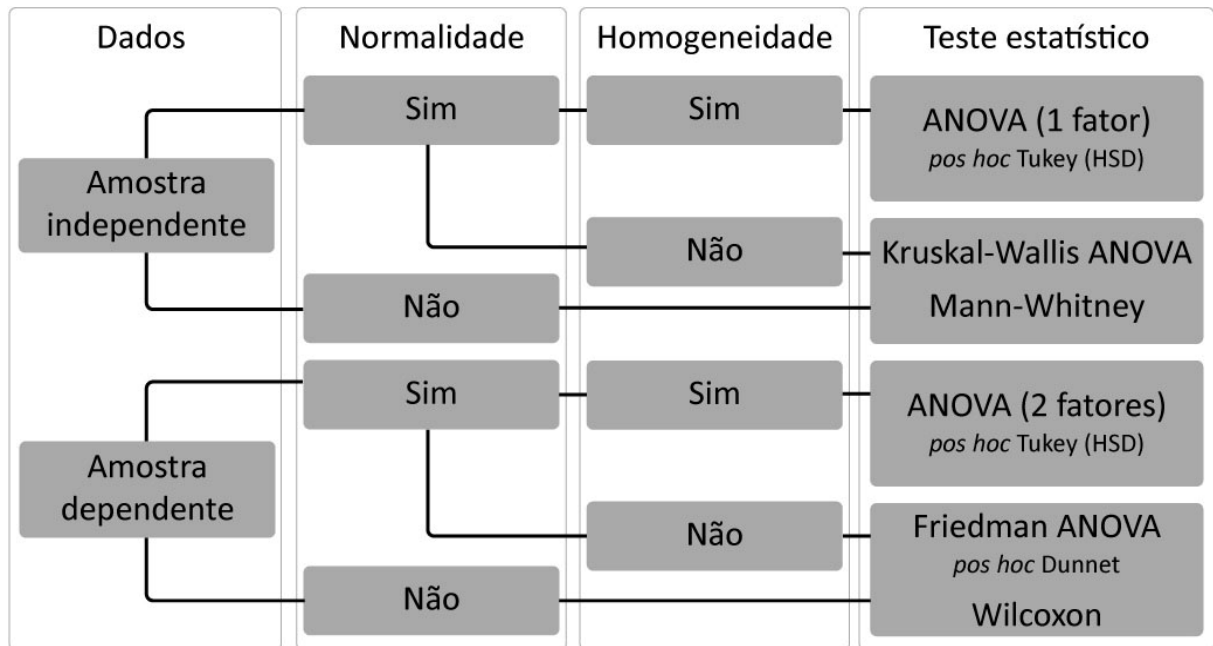 Dados
Normalidade
Homogeneidade
Teste estatístico
Sim
Sim
ANOVA (1 fator)
pos hoc Tukey (HSD)
Amostra
independente
Não
Kruskal-Wallis ANOVA
Não
Mann-Whitney
Sim
Sim
ANOVA (2 fatores)
pos hoc Tukey (HSD)
Amostra
dependente
Não
Friedman ANOVA
pos hoc Dunnet
Não
Wilcoxon